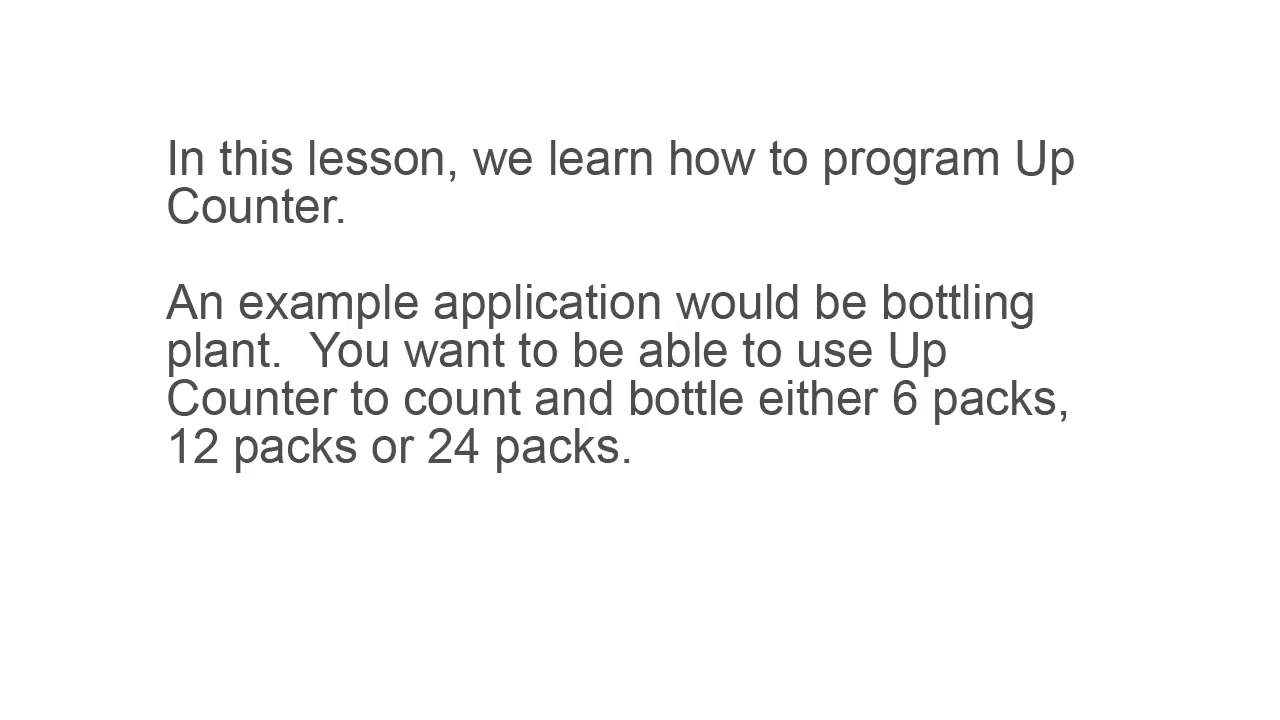 In this lesson, we learn how to program Up
Counter.
An example application would be bottling
plant.  You want to be able to use Up
Counter to count and bottle either 6 packs,
12 packs or 24 packs.